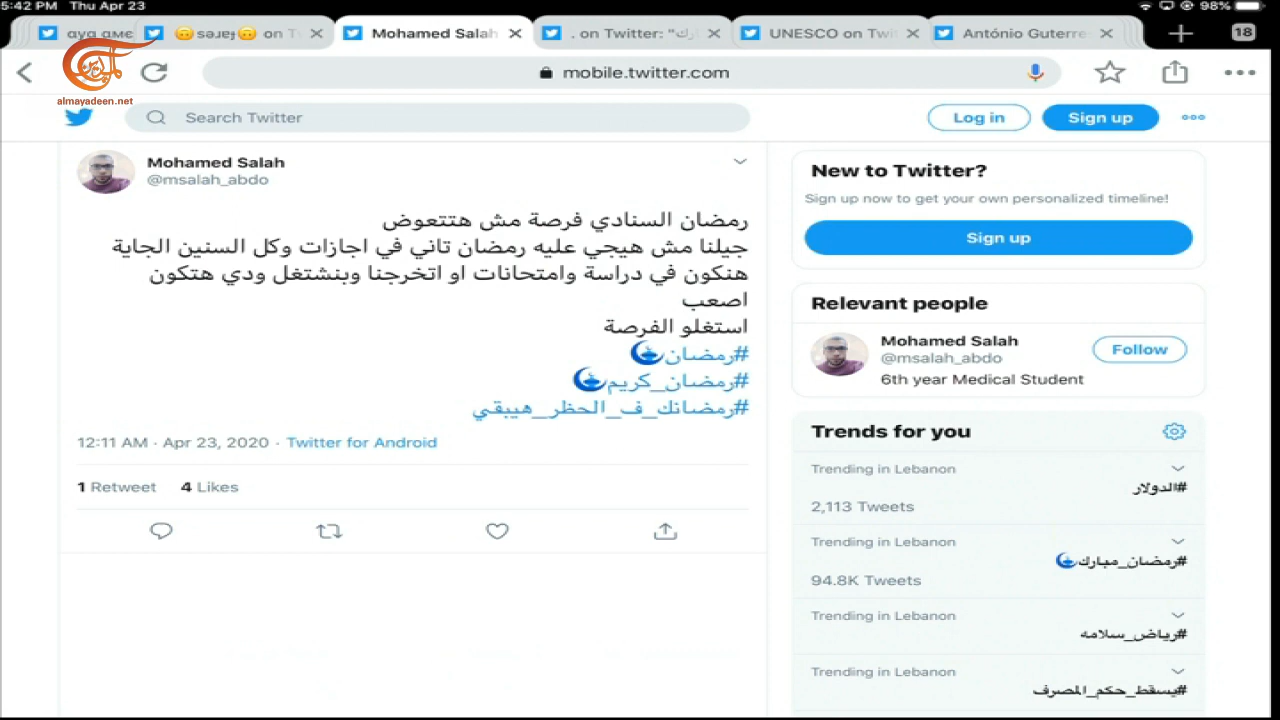 5:42 PM Thu Apr 23
98%
on T
Mohamed Salah
. on Twitter: "
UNESCO on Twi
António Guterre
18
mobile.twitter.com
almayadeen.net
Search Twitter
Log in
Sign up
Mohamed Salah
@msalah_abdo
رمضان السنادي فرصة مش هتتعوض
جيلنا مش هيجي عليه رمضان تاني في اجازات وكل السنين الجاية
هنكون في دراسة وامتحانات او اتخرجنا وبنشتغل ودي هتكون
اصعب
استغلو الفرصة
#رمضان
#رمضان_كريم
#رمضانك_ف_الحظر_هيبقي
12:11 AM · Apr 23, 2020 · Twitter for Android
1 Retweet 4 Likes
New to Twitter?
Sign up now to get your own personalized timeline!
Sign up
Relevant people
Mohamed Salah
@msalah_abdo
Follow
6th year Medical Student
Trends for you
Trending in Lebanon
#الدولار
2,113 Tweets
Trending in Lebanon
#رمضان_مبارك
94.8K Tweets
Trending in Lebanon
#رياض_سلامه
Trending in Lebanon
#يسقط_حكم_المصرف